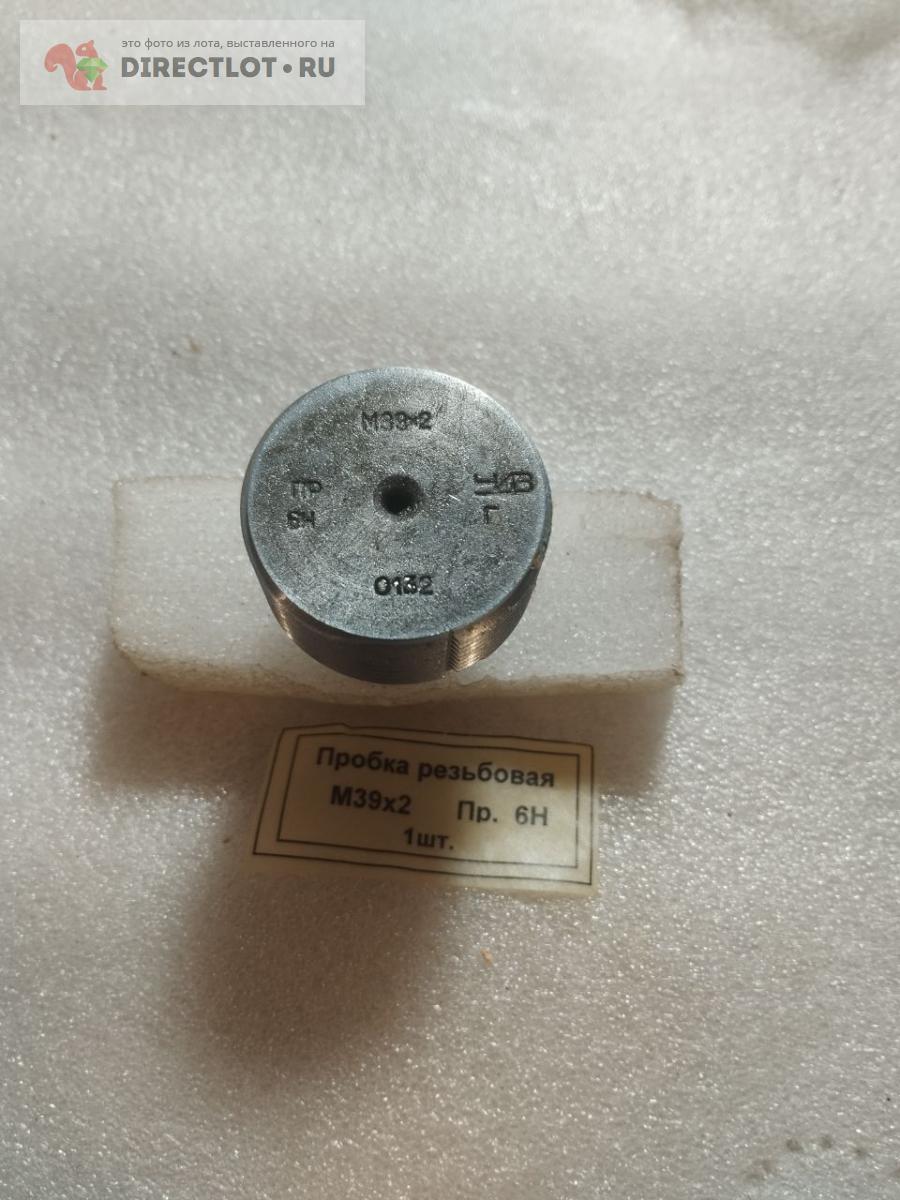 это фото из лота, выставленного на
DIRECTLOT.RU
М39×2
ПР
6Н
Г
0132
Пробка резьбовая
М39х2 Пр. 6Н
1шт.